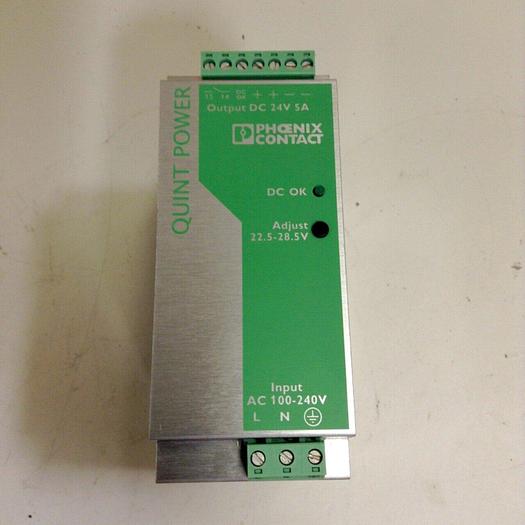 13 14 DC OK + + − −
Output DC 24V 5A
PHŒNIX
CONTACT
QUINT POWER
DC OK
Adjust
22.5-28.5V
Input
AC 100-240V
L N